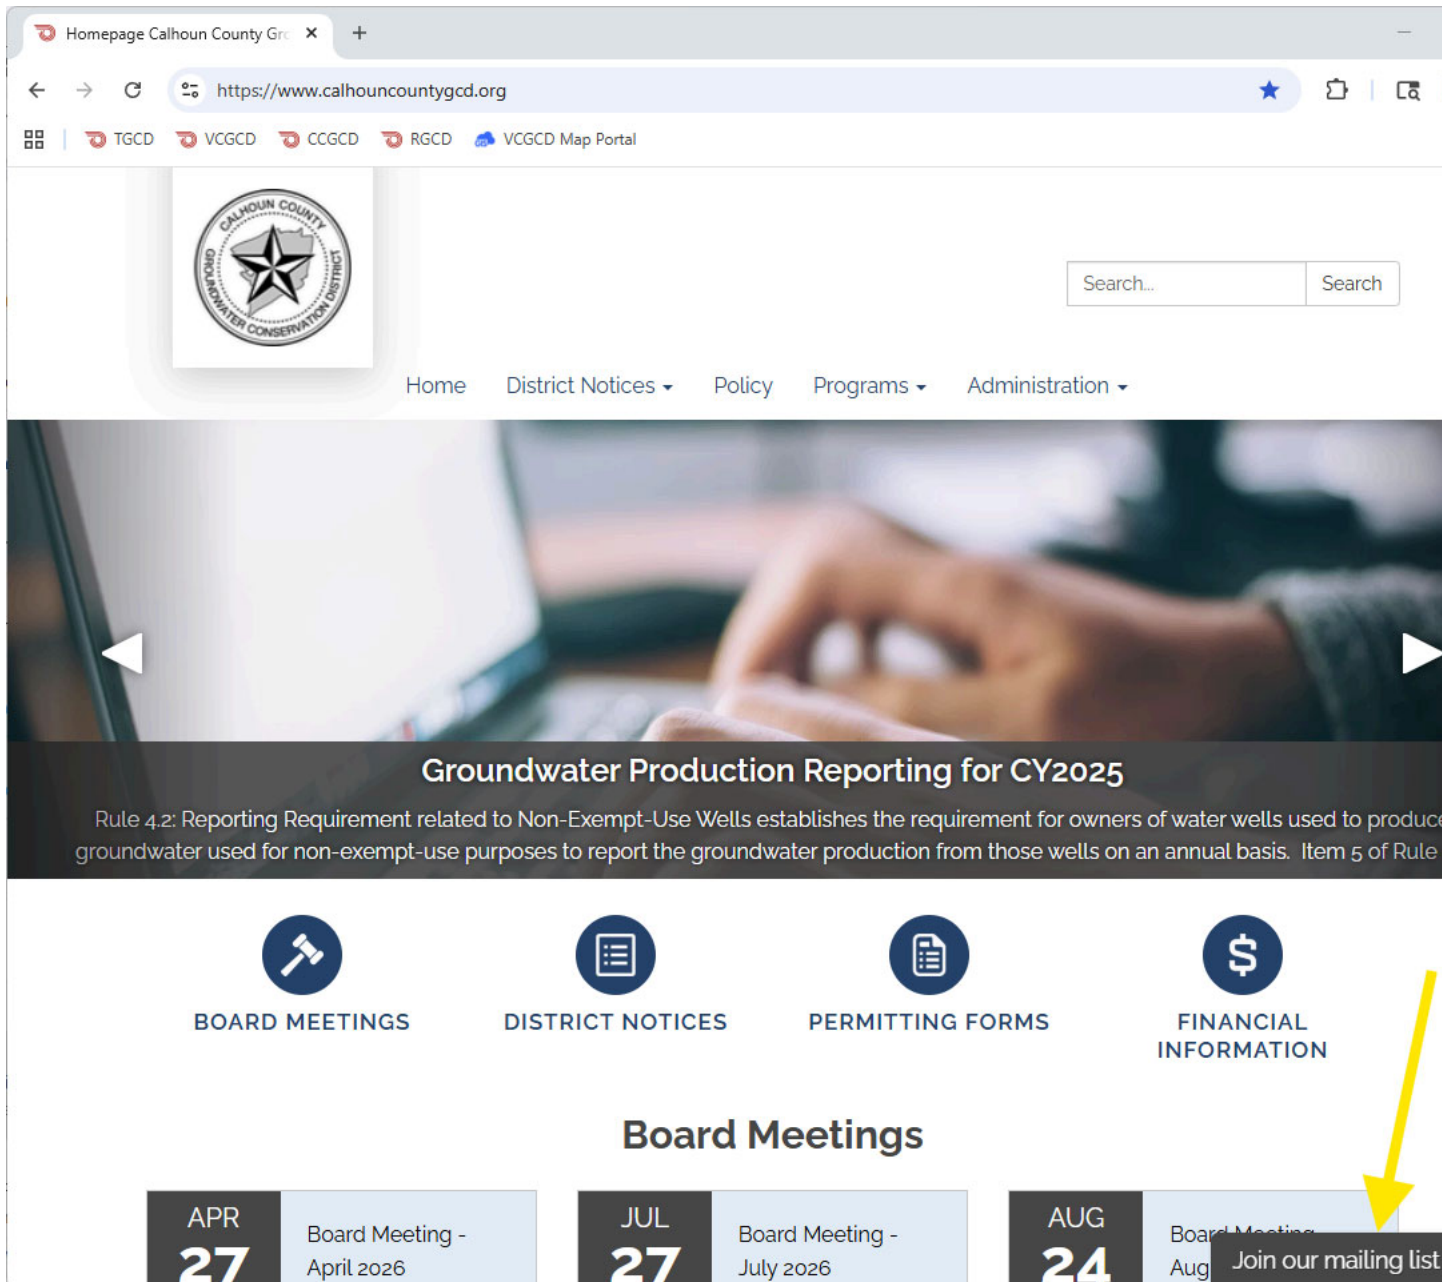 Homepage Calhoun County Gro
https://www.calhouncountygcd.org
TGCD VCGCD CCGCD RGCD VCGCD Map Portal
CALHOUN COUNTY
GROUNDWATER CONSERVATION DISTRICT
Search... Search
Home District Notices Policy Programs Administration
Groundwater Production Reporting for CY2025
Rule 4.2: Reporting Requirement related to Non-Exempt-Use Wells establishes the requirement for owners of water wells used to produce
groundwater used for non-exempt-use purposes to report the groundwater production from those wells on an annual basis. Item 5 of Rule
BOARD MEETINGS DISTRICT NOTICES PERMITTING FORMS FINANCIAL
INFORMATION
Board Meetings
APR
27
Board Meeting -
April 2026
JUL
27
Board Meeting -
July 2026
AUG
24
Board Meeting
Aug
Join our mailing list